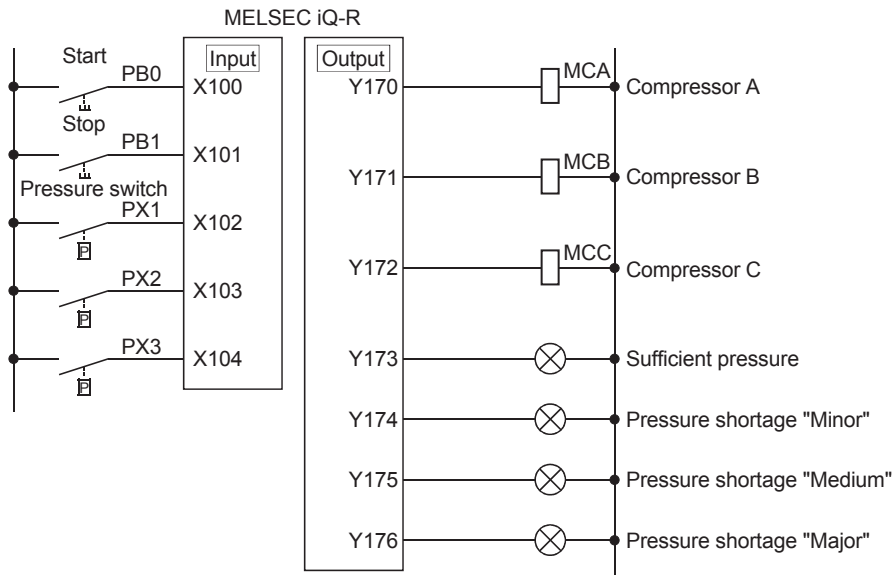 MELSEC iQ-R
Start
Input
Output
PB0
X100
Y170
MCA
Compressor A
Stop
PB1
X101
Y171
MCB
Compressor B
Pressure switch
PX1
X102
P
Y172
MCC
Compressor C
PX2
X103
P
PX3
X104
P
Y173
Sufficient pressure
Y174
Pressure shortage "Minor"
Y175
Pressure shortage "Medium"
Y176
Pressure shortage "Major"